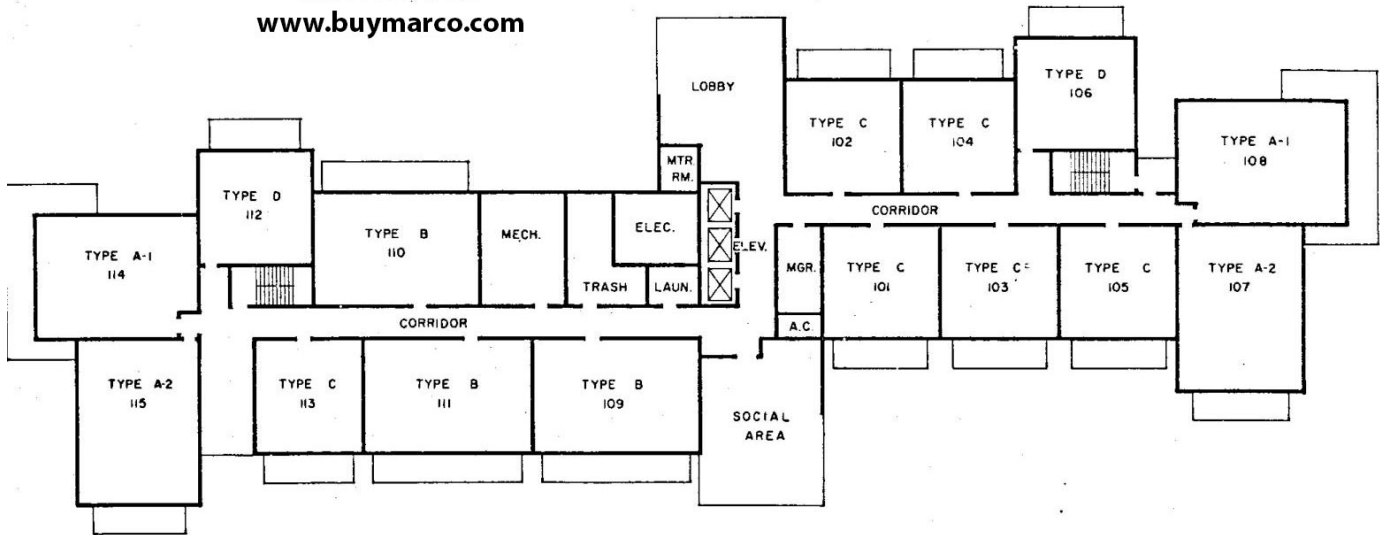 www.buymarco.com
LOBBY
MTR.
RM.
TYPE C
102
TYPE C
104
TYPE D
106
TYPE A-1
108
TYPE D
112
TYPE B
110
MECH.
ELEC.
TRASH
LAUN.
ELEV.
CORRIDOR
MGR.
A.C.
TYPE C
101
TYPE C
103
TYPE C
105
TYPE A-2
107
TYPE A-1
114
CORRIDOR
TYPE A-2
115
TYPE C
113
TYPE B
111
TYPE B
109
SOCIAL
AREA